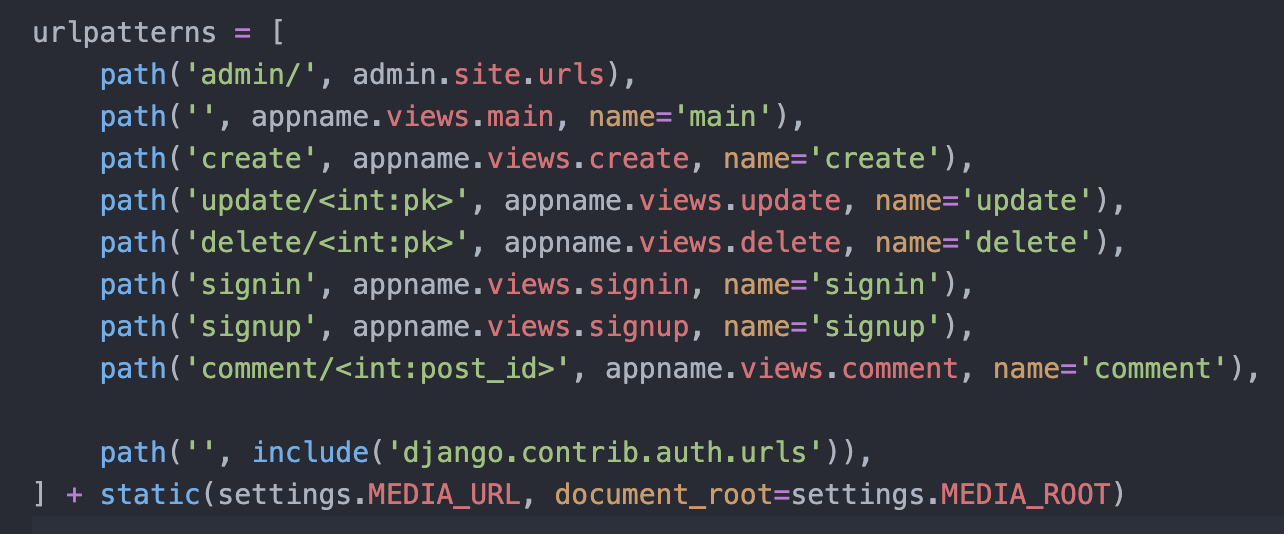 urlpatterns = [
    path('admin/', admin.site.urls),
    path('', appname.views.main, name='main'),
    path('create', appname.views.create, name='create'),
    path('update/<int:pk>', appname.views.update, name='update'),
    path('delete/<int:pk>', appname.views.delete, name='delete'),
    path('signin', appname.views.signin, name='signin'),
    path('signup', appname.views.signup, name='signup'),
    path('comment/<int:post_id>', appname.views.comment, name='comment'),

    path('', include('django.contrib.auth.urls')),
] + static(settings.MEDIA_URL, document_root=settings.MEDIA_ROOT)